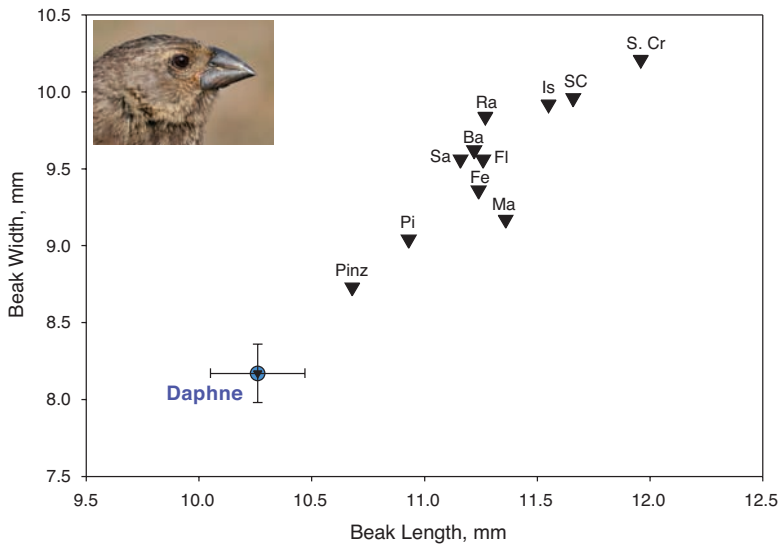 10.5
10.0
9.5
9.0
8.5
8.0
7.5
Beak Width, mm
S. Cr
SC
Is
Ra
Ba
Sa
Fl
Fe
Ma
Pi
Pinz
Daphne
9.5 10.0 10.5 11.0 11.5 12.0 12.5
Beak Length, mm